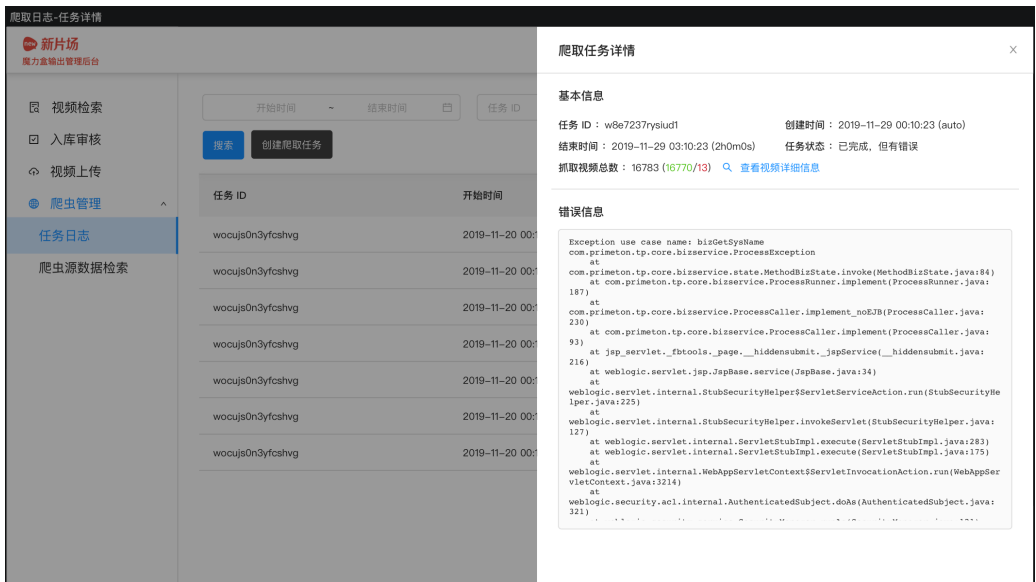 爬取日志-任务详情
new 新片场
魔力盒输出管理后台
视频检索
入库审核
视频上传
爬虫管理
任务日志
爬虫源数据检索
开始时间 ~ 结束时间 任务 ID
搜索 创建爬取任务
任务 ID 开始时间
wocujs0n3yfcshvg 2019-11-20 00:1
wocujs0n3yfcshvg 2019-11-20 00:1
wocujs0n3yfcshvg 2019-11-20 00:1
wocujs0n3yfcshvg 2019-11-20 00:1
wocujs0n3yfcshvg 2019-11-20 00:1
wocujs0n3yfcshvg 2019-11-20 00:1
wocujs0n3yfcshvg 2019-11-20 00:1
爬取任务详情
基本信息
任务 ID： w8e7237rysiud1 创建时间： 2019-11-29 00:10:23 (auto)
结束时间： 2019-11-29 03:10:23 (2h0m0s) 任务状态： 已完成，但有错误
抓取视频总数： 16783 (16770/13) 查看视频详细信息
错误信息
Exception use case name: bizGetSysName
com.primeton.tp.core.bizservice.ProcessException
at
com.primeton.tp.core.bizservice.state.MethodBizState.invoke(MethodBizState.java:84)
at com.primeton.tp.core.bizservice.ProcessRunner.implement(ProcessRunner.java:
187)
at
com.primeton.tp.core.bizservice.ProcessCaller.implement_noEJB(ProcessCaller.java:
230)
at com.primeton.tp.core.bizservice.ProcessCaller.implement(ProcessCaller.java:
93)
at jsp_servlet._fbtools._page.__hiddensubmit._jspService(__hiddensubmit.java:
216)
at weblogic.servlet.jsp.JspBase.service(JspBase.java:34)
at
weblogic.servlet.internal.StubSecurityHelper$ServletServiceAction.run(StubSecurityHe
lper.java:225)
at
weblogic.servlet.internal.StubSecurityHelper.invokeServlet(StubSecurityHelper.java:
127)
at weblogic.servlet.internal.ServletStubImpl.execute(ServletStubImpl.java:283)
at weblogic.servlet.internal.ServletStubImpl.execute(ServletStubImpl.java:175)
at
weblogic.servlet.internal.WebAppServletContext$ServletInvocationAction.run(WebAppSer
vletContext.java:3214)
at
weblogic.security.acl.internal.AuthenticatedSubject.doAs(AuthenticatedSubject.java:
321)